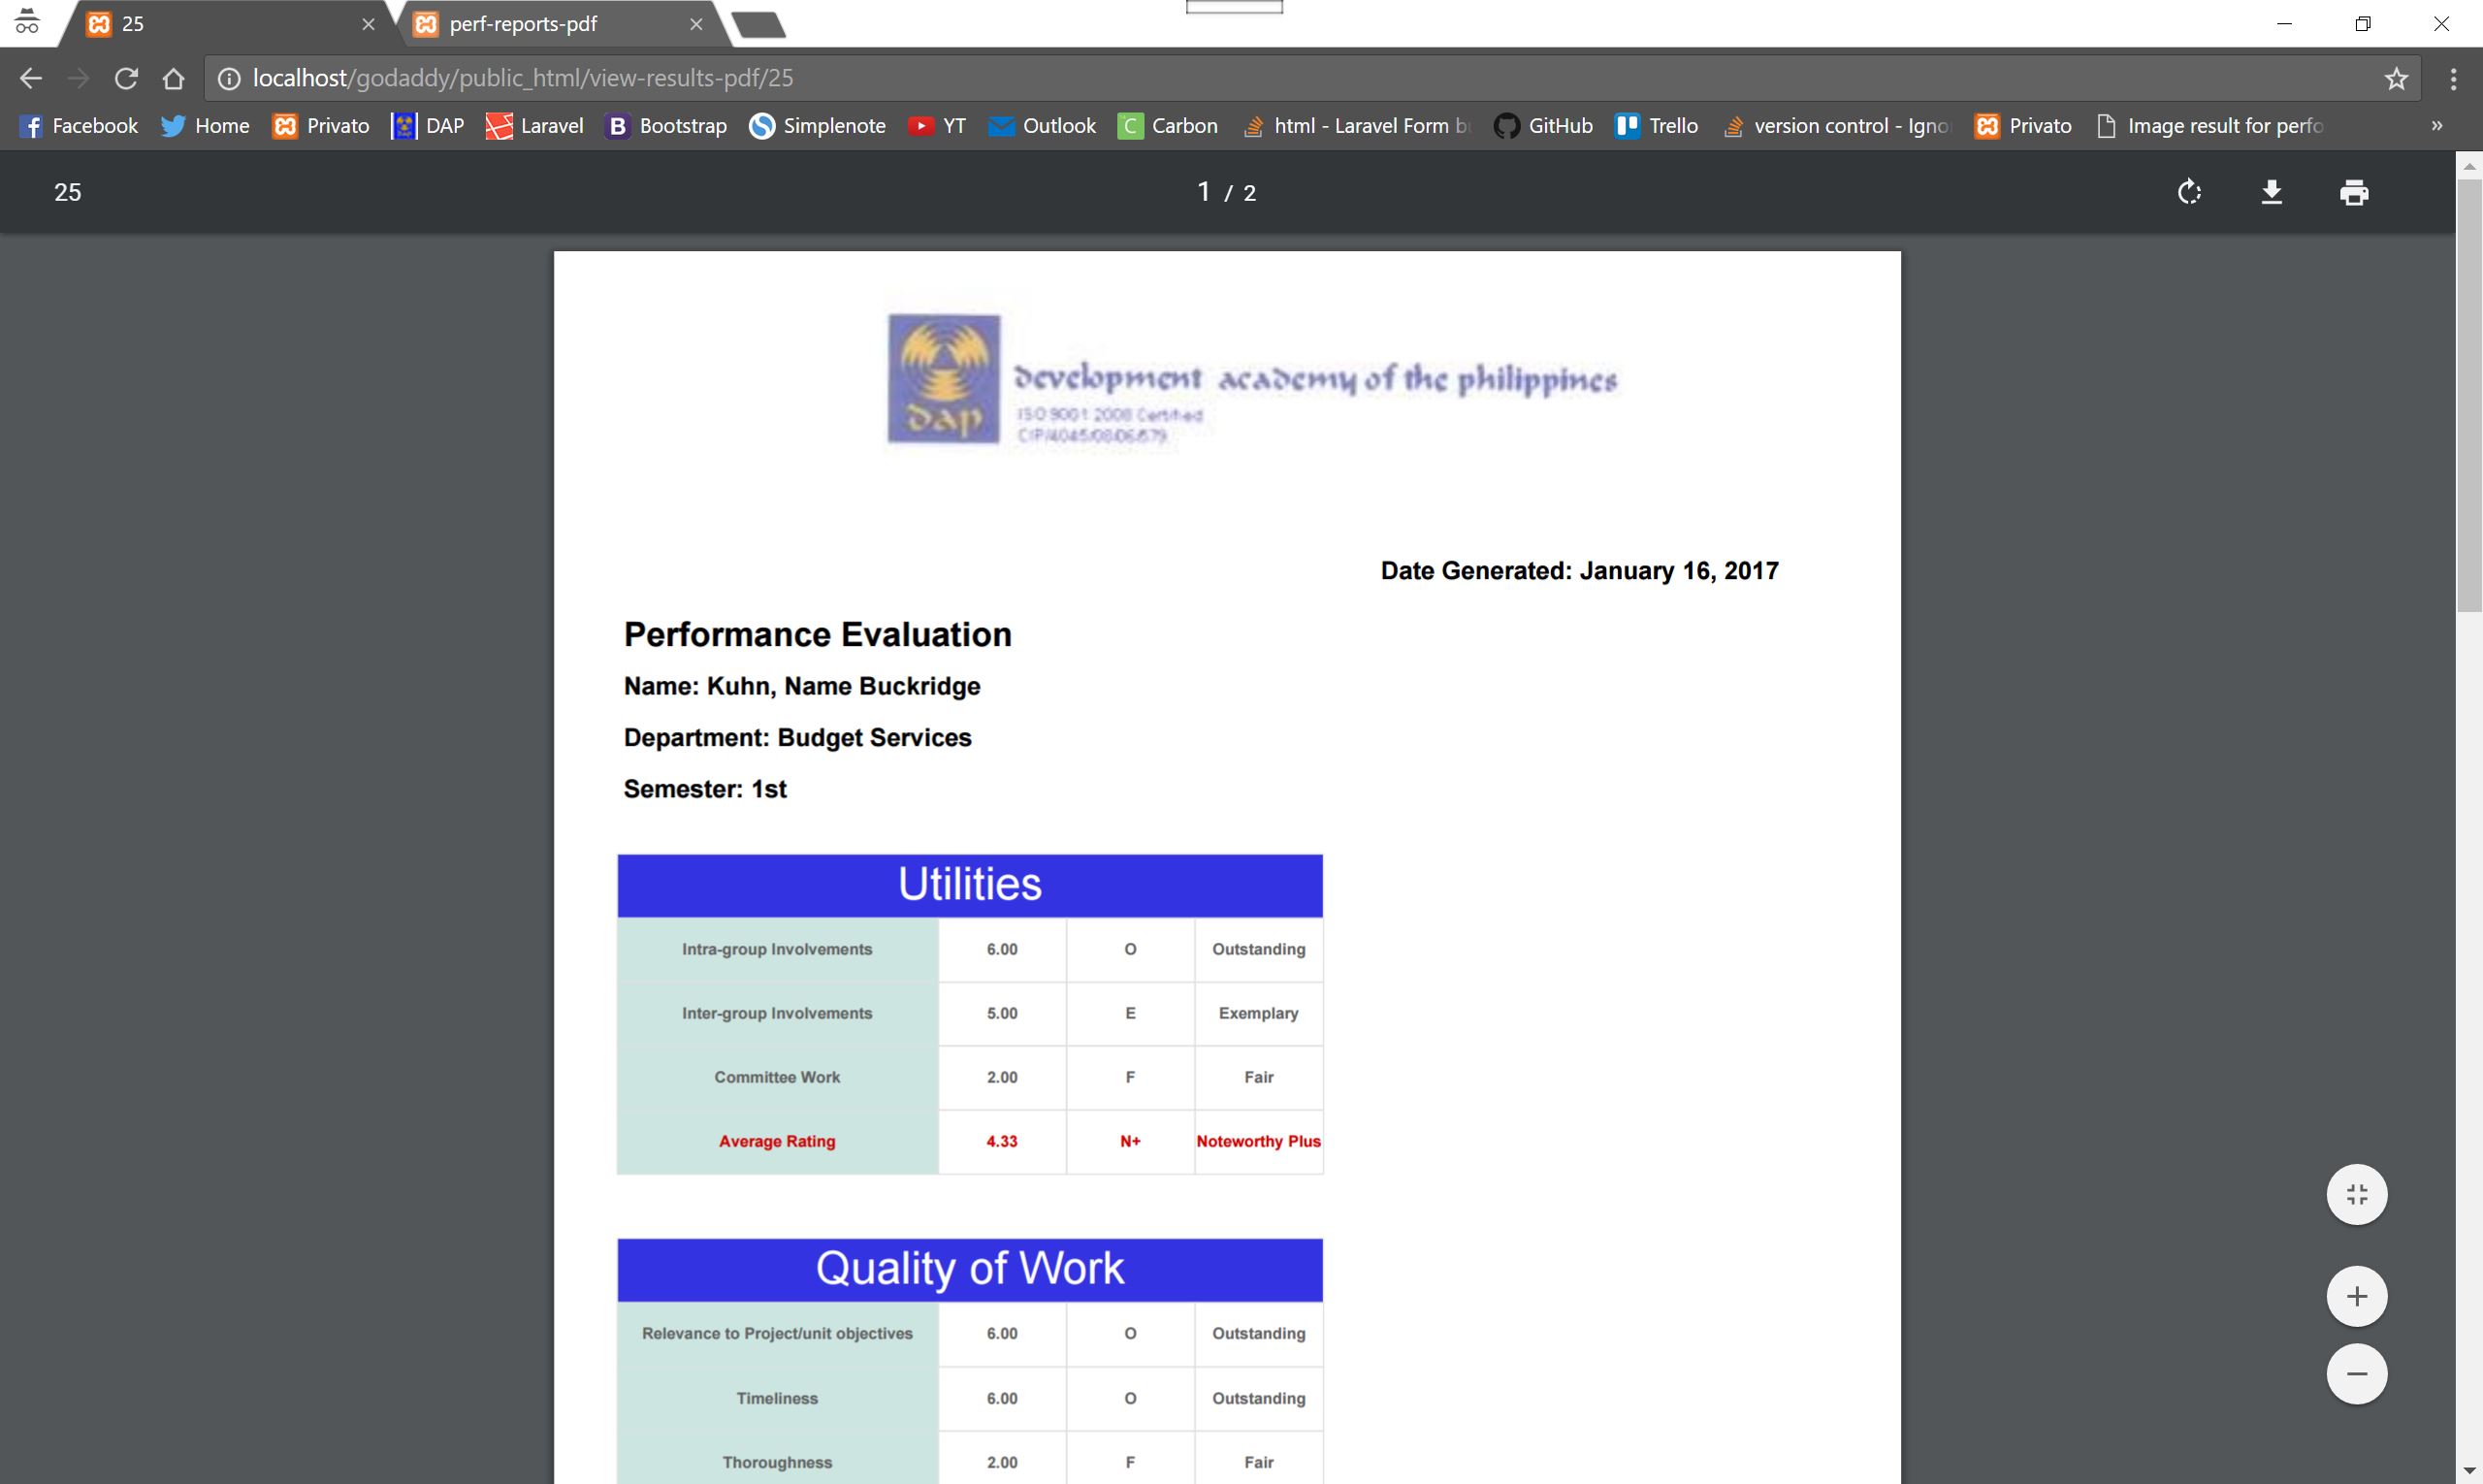 25 perf-reports-pdf
localhost/godaddy/public_html/view-results-pdf/25
Facebook Home Privato DAP Laravel Bootstrap Simplenote YT Outlook Carbon html - Laravel Form b GitHub Trello version control - Igno Privato Image result for perfo »
25 1 / 2
development academy of the philippines
dap ISO 9001:2008 Certified
Date Generated: January 16, 2017
Performance Evaluation
Name: Kuhn, Name Buckridge
Department: Budget Services
Semester: 1st
Utilities
Intra-group Involvements 6.00 O Outstanding
Inter-group Involvements 5.00 E Exemplary
Committee Work 2.00 F Fair
Average Rating 4.33 N+ Noteworthy Plus
Quality of Work
Relevance to Project/unit objectives 6.00 O Outstanding
Timeliness 6.00 O Outstanding
Thoroughness 2.00 F Fair